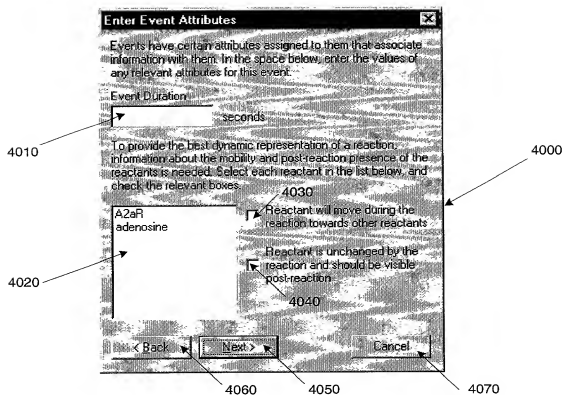 Enter Event Attributes
Events have certain attributes assigned to them that associate
information with them. In the space below, enter the values of
any relevant attributes for this event.
Event Duration
seconds
4010
To provide the best dynamic representation of a reaction,
information about the mobility and post-reaction presence of the
reactants is needed. Select each reactant in the list below, and
check the relevant boxes.
4000
4030
A2aR
adenosine
Reactant will move during the
reaction towards other reactants
4020
Reactant is unchanged by the
reaction and should be visible
post-reaction
4040
< Back
Next >
Cancel
4060
4050
4070